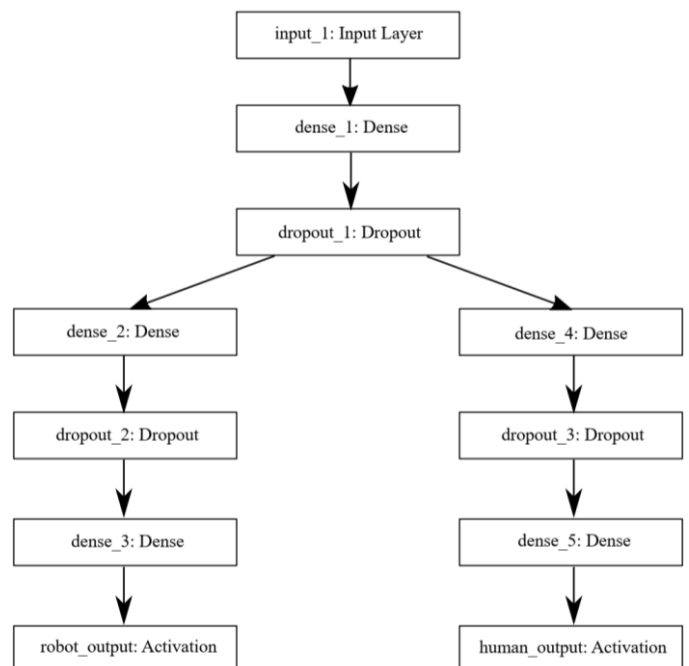 input_1: Input Layer
dense_1: Dense
dropout_1: Dropout
dense_2: Dense
dense_4: Dense
dropout_2: Dropout
dropout_3: Dropout
dense_3: Dense
dense_5: Dense
robot_output: Activation
human_output: Activation